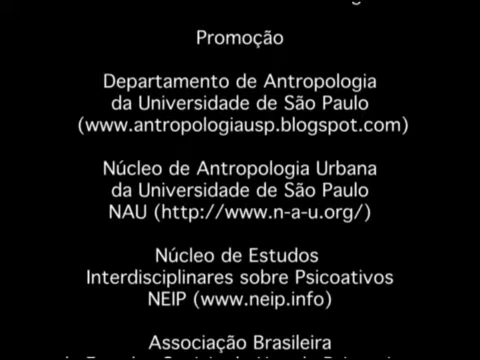 Promoção
Departamento de Antropologia
da Universidade de São Paulo
(www.antropologiausp.blogspot.com)
Núcleo de Antropologia Urbana
da Universidade de São Paulo
NAU (http://www.n-a-u.org/)
Núcleo de Estudos
Interdisciplinares sobre Psicoativos
NEIP (www.neip.info)
Associação Brasileira